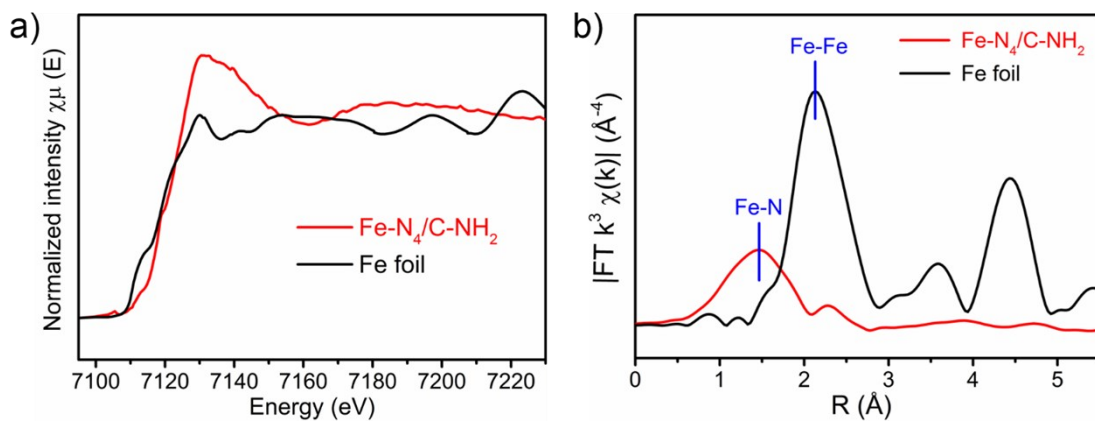 a)
Normalized intensity χμ (E)
Fe-N₄/C-NH₂
Fe foil
7100 7120 7140 7160 7180 7200 7220
Energy (eV)
b)
|FT k³ χ(k)| (Å⁻⁴)
Fe-Fe
Fe-N₄/C-NH₂
Fe foil
Fe-N
0 1 2 3 4 5
R (Å)